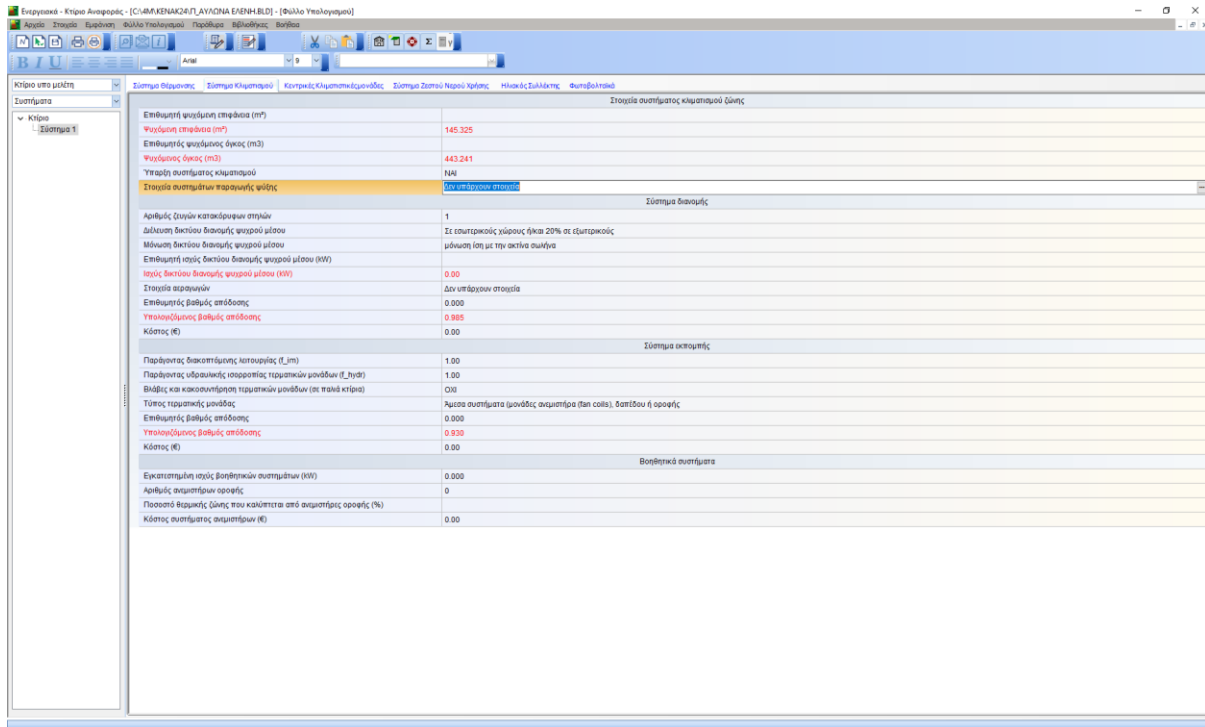 Ενεργειακά - Κτίριο Αναφοράς - [C:\4M\KENAK24\Π_ΑΥΛΩΝΑ ΕΛΕΝΗ.BLD] - [Φύλλο Υπολογισμού]
Αρχείο Στοιχεία Εμφάνιση Φύλλο Υπολογισμού Παράθυρα Βιβλιοθήκες Βοήθεια
B I U Arial 9
Κτίριο υπο μελέτη
Συστήματα
Κτίριο
Σύστημα 1
Σύστημα Θέρμανσης Σύστημα Κλιματισμού Κεντρικές Κλιματιστικές μονάδες Σύστημα Ζεστού Νερού Χρήσης Ηλιακός Συλλέκτης Φωτοβολταϊκά
Στοιχεία συστήματος κλιματισμού ζώνης
Επιθυμητή ψυχόμενη επιφάνεια (m²)
Ψυχόμενη επιφάνεια (m²) 145.325
Επιθυμητός ψυχόμενος όγκος (m3)
Ψυχόμενος όγκος (m3) 443.241
Ύπαρξη συστήματος κλιματισμού ΝΑΙ
Στοιχεία συστημάτων παραγωγής ψύξης Δεν υπάρχουν στοιχεία
Σύστημα διανομής
Αριθμός ζευγών κατακόρυφων στηλών 1
Διέλευση δικτύου διανομής ψυχρού μέσου Σε εσωτερικούς χώρους ή/και 20% σε εξωτερικούς
Μόνωση δικτύου διανομής ψυχρού μέσου μόνωση ίση με την ακτίνα σωλήνα
Επιθυμητή ισχύς δικτύου διανομής ψυχρού μέσου (kW)
Ισχύς δικτύου διανομής ψυχρού μέσου (kW) 0.00
Στοιχεία αεραγωγών Δεν υπάρχουν στοιχεία
Επιθυμητός βαθμός απόδοσης 0.000
Υπολογιζόμενος βαθμός απόδοσης 0.985
Κόστος (€) 0.00
Σύστημα εκπομπής
Παράγοντας διακοπτόμενης λειτουργίας (f_im) 1.00
Παράγοντας υδραυλικής ισορροπίας τερματικών μονάδων (f_hydr) 1.00
Βλάβες και κακοσυντήρηση τερματικών μονάδων (σε παλιά κτίρια) ΟΧΙ
Τύπος τερματικής μονάδας Άμεσα συστήματα (μονάδες ανεμιστήρα (fan coils), δαπέδου ή οροφής
Επιθυμητός βαθμός απόδοσης 0.000
Υπολογιζόμενος βαθμός απόδοσης 0.930
Κόστος (€) 0.00
Βοηθητικά συστήματα
Εγκατεστημένη ισχύς βοηθητικών συστημάτων (kW) 0.000
Αριθμός ανεμιστήρων οροφής 0
Ποσοστό θερμικής ζώνης που καλύπτεται από ανεμιστήρες οροφής (%)
Κόστος συστήματος ανεμιστήρων (€) 0.00